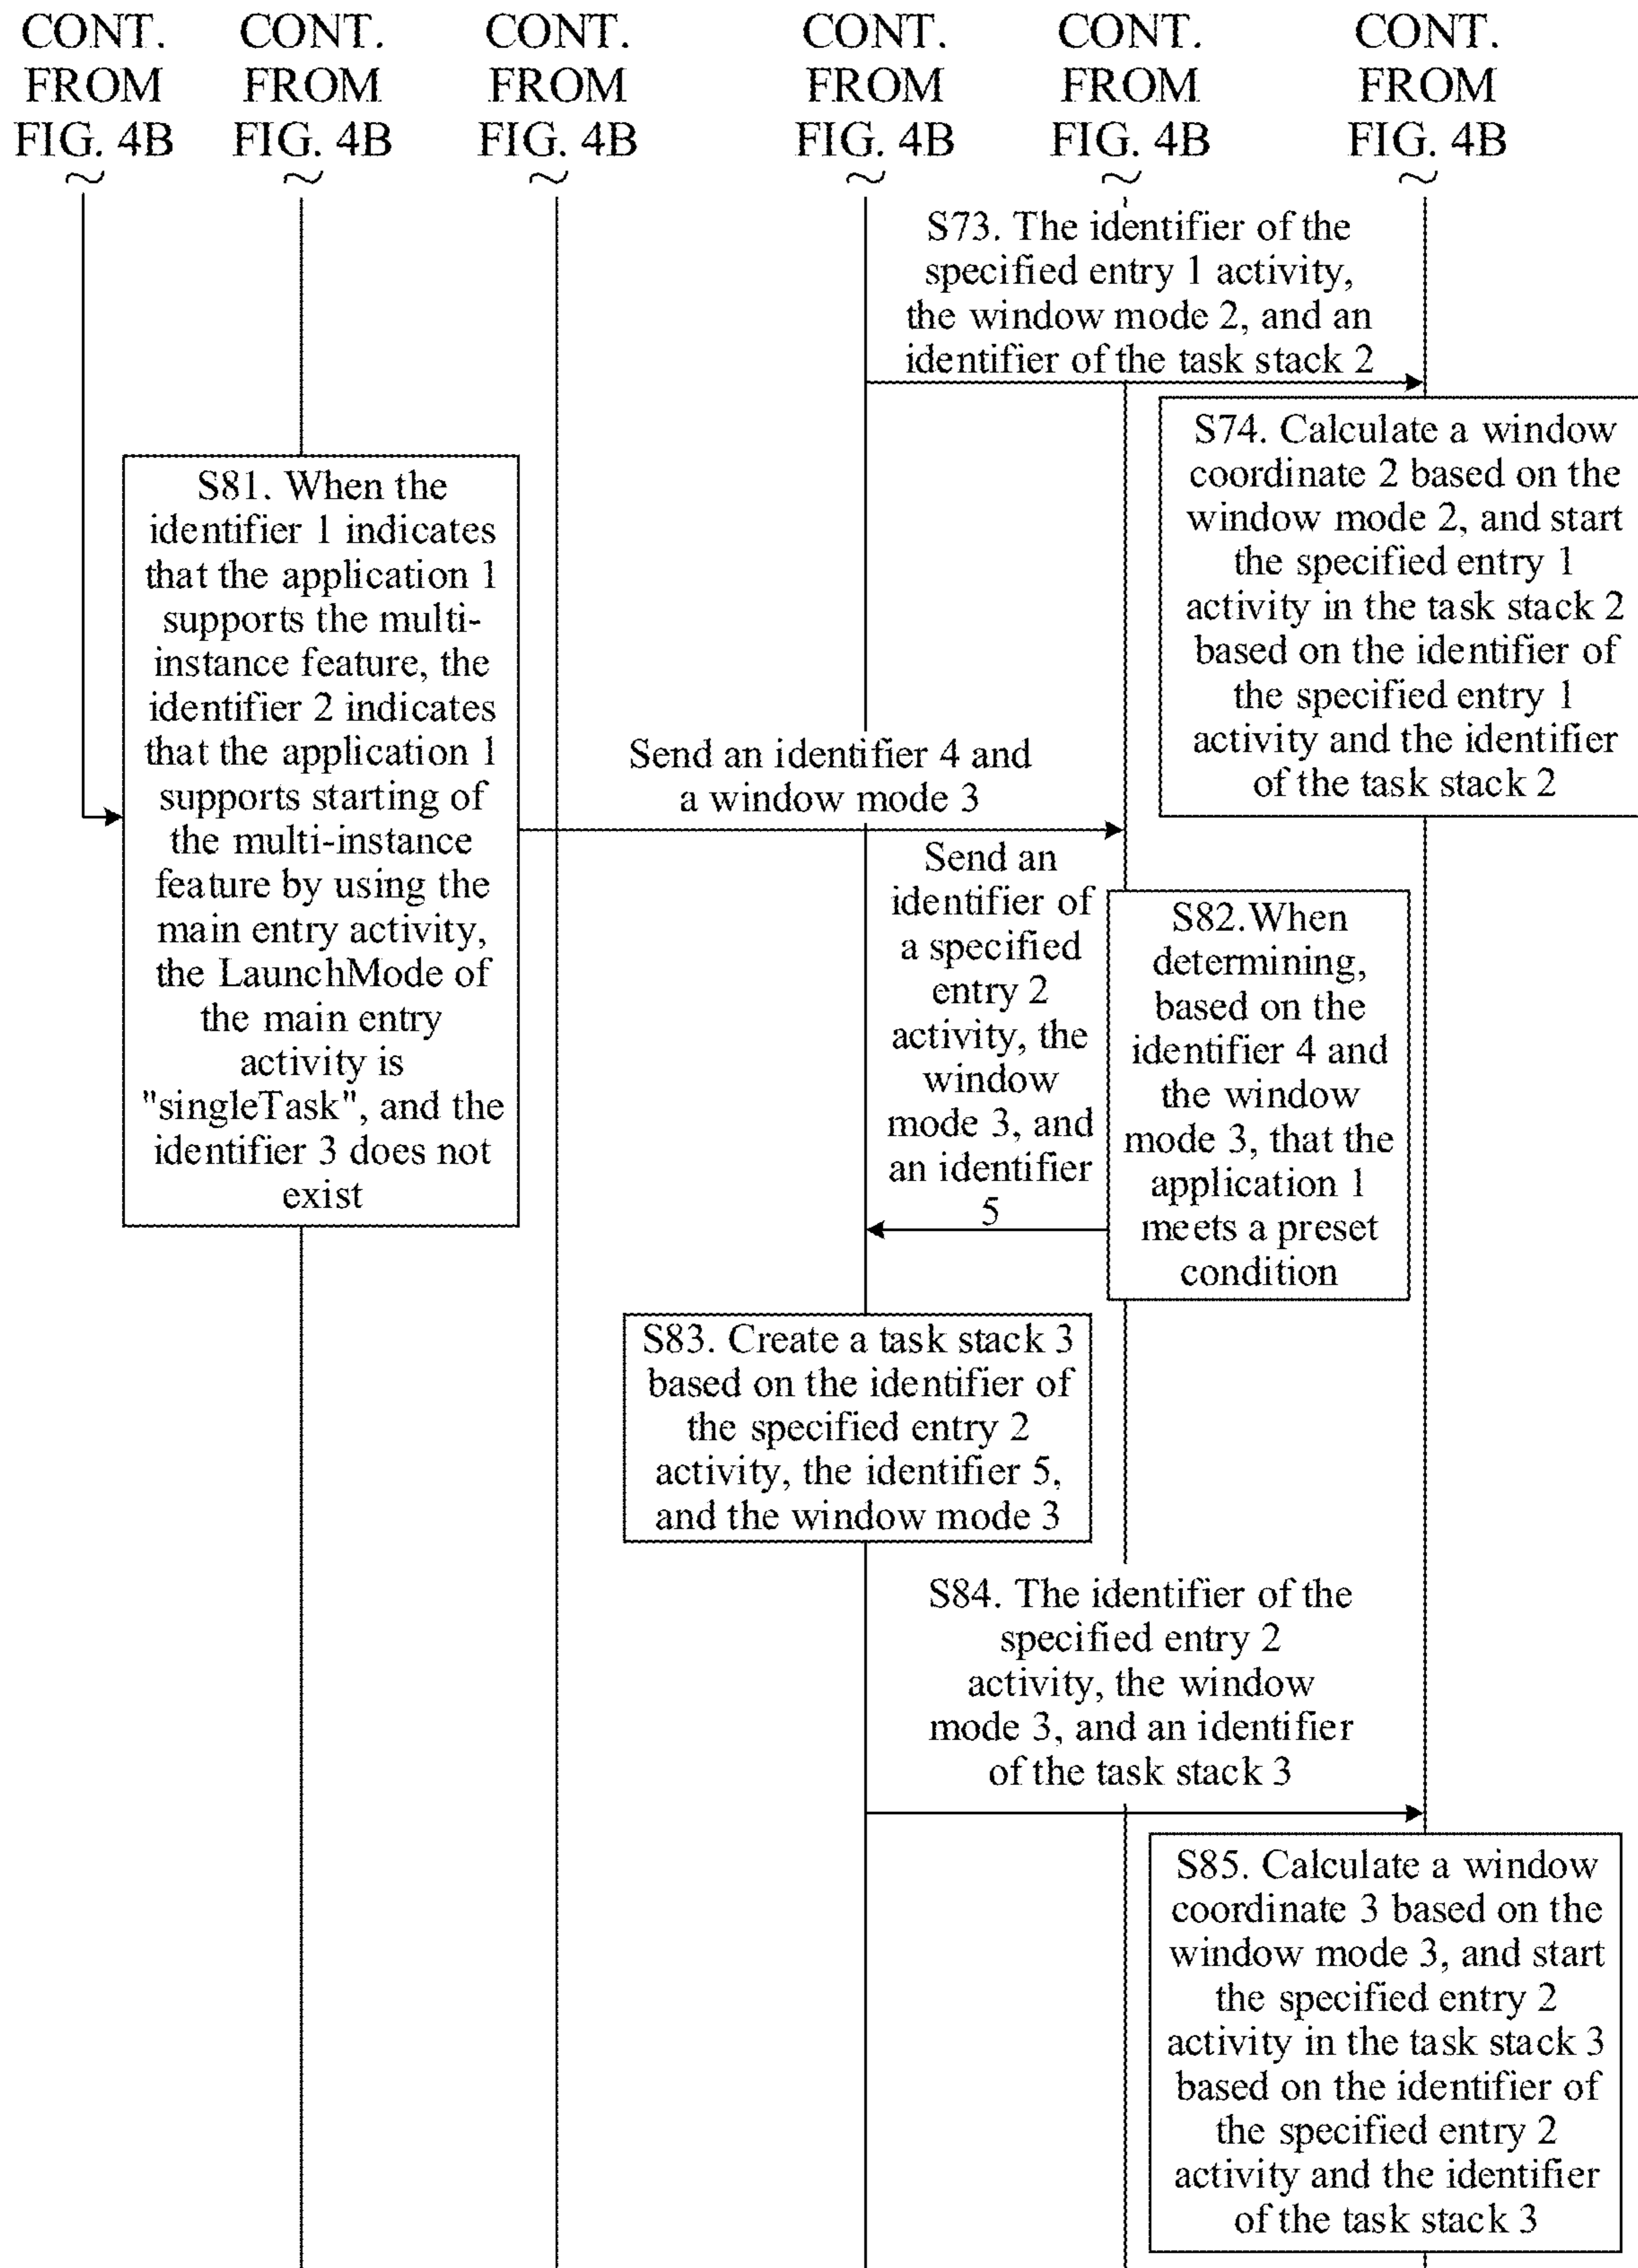 CONT.
FROM
FIG. 4B
CONT.
FROM
FIG. 4B
CONT.
FROM
FIG. 4B
CONT.
FROM
FIG. 4B
CONT.
FROM
FIG. 4B
CONT.
FROM
FIG. 4B
S73. The identifier of the
specified entry 1 activity,
the window mode 2, and an
identifier of the task stack 2
S74. Calculate a window
coordinate 2 based on the
window mode 2, and start
the specified entry 1
activity in the task stack 2
based on the identifier of
the specified entry 1
activity and the identifier
of the task stack 2
S81. When the
identifier 1 indicates
that the application 1
supports the multi-
instance feature, the
identifier 2 indicates
that the application 1
supports starting of
the multi-instance
feature by using the
main entry activity,
the LaunchMode of
the main entry
activity is
"singleTask", and the
identifier 3 does not
exist
Send an identifier 4 and
a window mode 3
S82.When
determining,
based on the
identifier 4 and
the window
mode 3, that the
application 1
meets a preset
condition
Send an
identifier of
a specified
entry 2
activity, the
window
mode 3, and
an identifier
5
S83. Create a task stack 3
based on the identifier of
the specified entry 2
activity, the identifier 5,
and the window mode 3
S84. The identifier of the
specified entry 2
activity, the window
mode 3, and an identifier
of the task stack 3
S85. Calculate a window
coordinate 3 based on the
window mode 3, and start
the specified entry 2
activity in the task stack 3
based on the identifier of
the specified entry 2
activity and the identifier
of the task stack 3